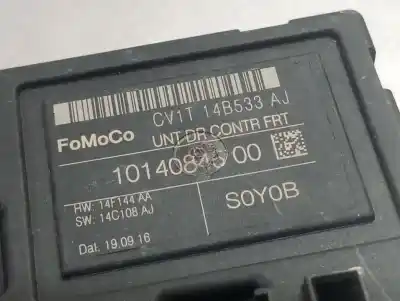 CV1T 14B533 AJ
FoMoCo UNT DR CONTR FRT
10140845 00
HW: 14F144 AA
SW: 14C108 AJ
S0Y0B
Dat. 19.09.16